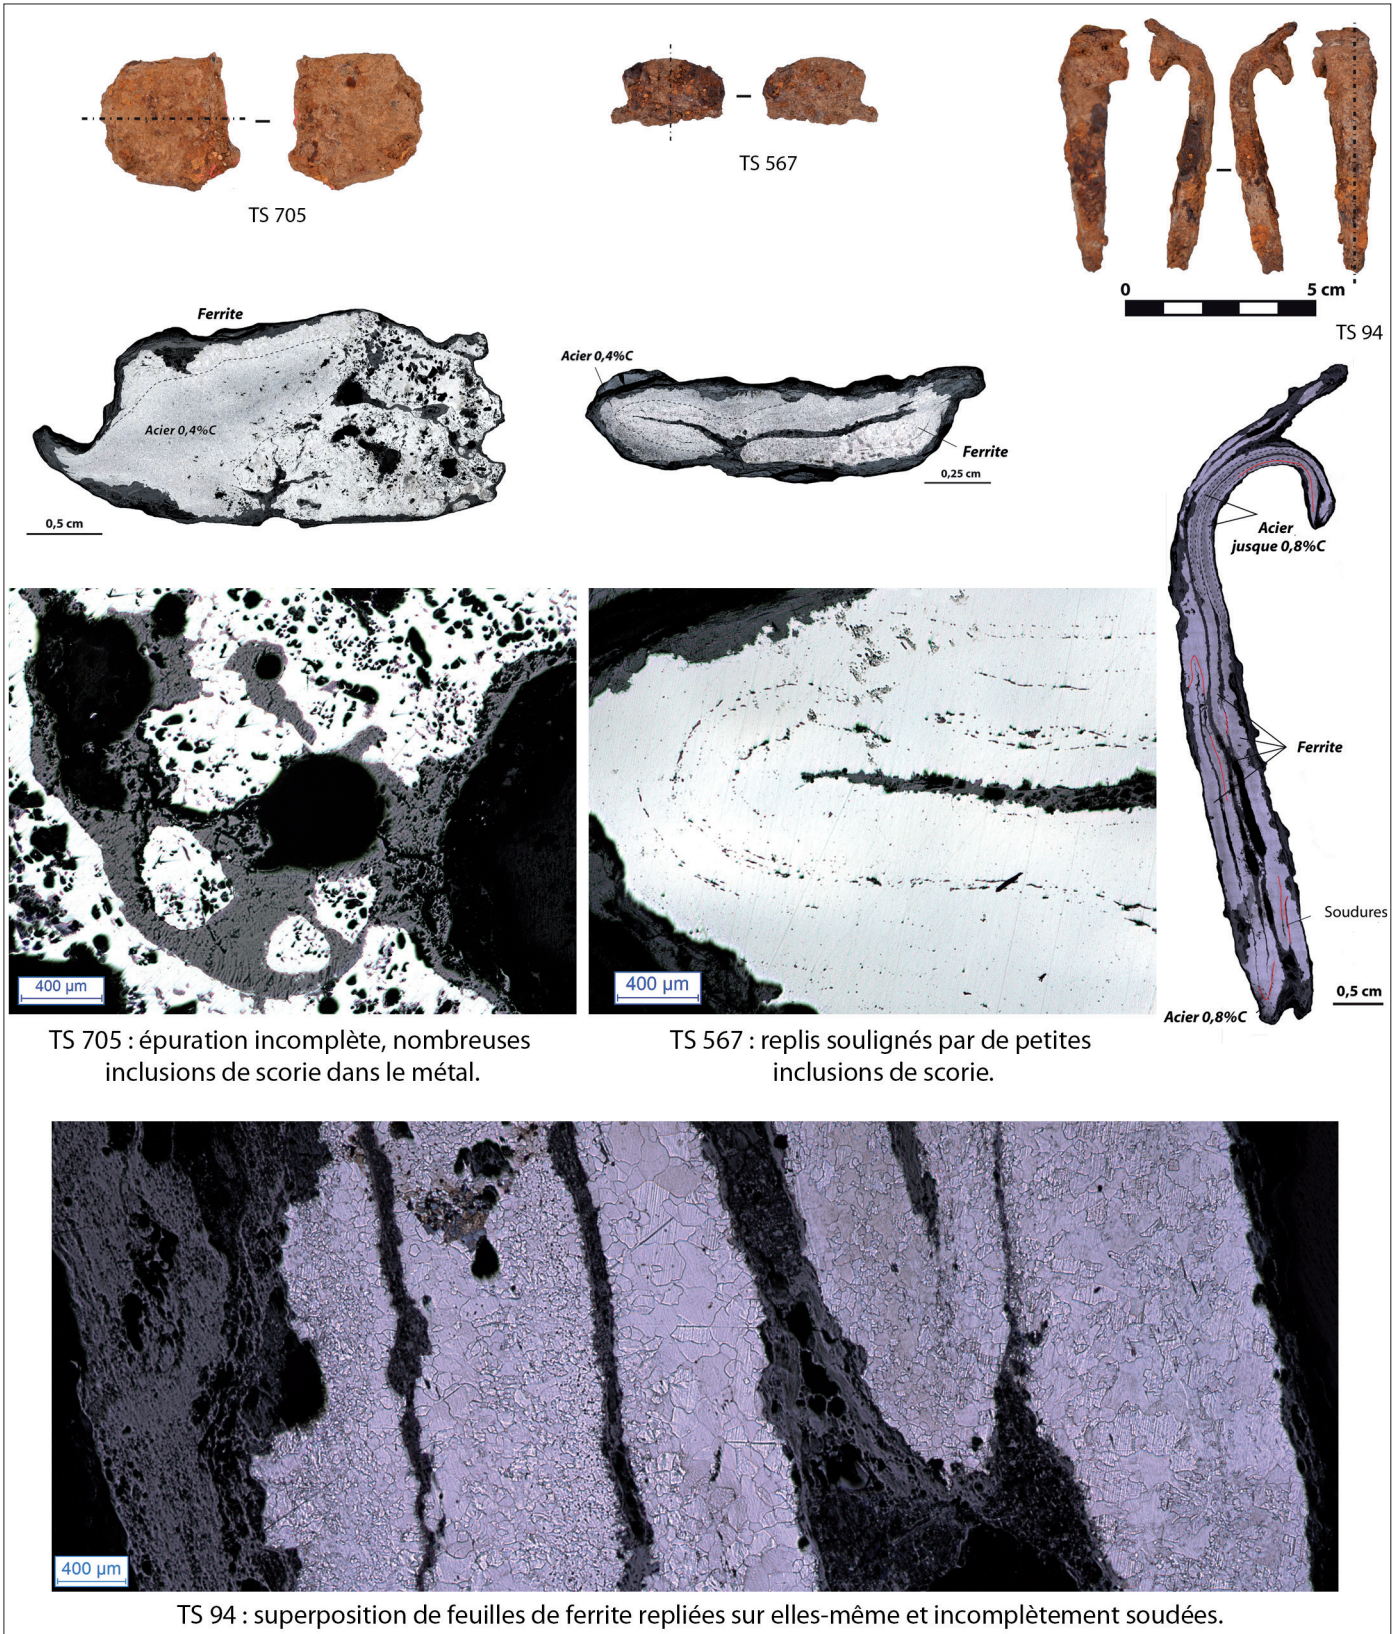 TS 705
TS 567
0 5 cm
TS 94
Ferrite
Acier 0,4%C
0,5 cm
Acier 0,4%C
Ferrite
0,25 cm
Acier
jusque 0,8%C
Ferrite
Soudures
0,5 cm
Acier 0,8%C
400 µm
400 µm
TS 705 : épuration incomplète, nombreuses
inclusions de scorie dans le métal.
TS 567 : replis soulignés par de petites
inclusions de scorie.
400 µm
TS 94 : superposition de feuilles de ferrite repliées sur elles-même et incomplètement soudées.